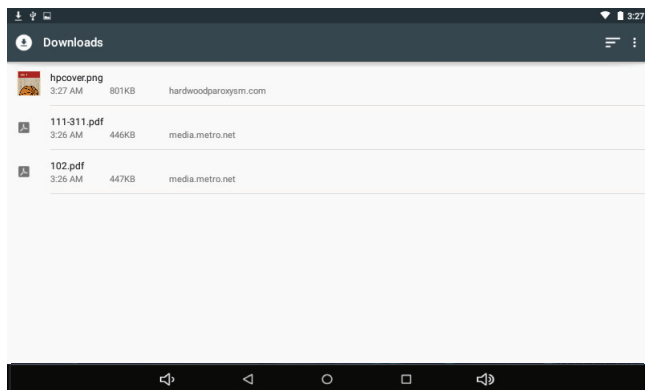 3:27
Downloads
hpcover.png
3:27 AM 801KB hardwoodparoxysm.com
111-311.pdf
3:26 AM 446KB media.metro.net
102.pdf
3:26 AM 447KB media.metro.net